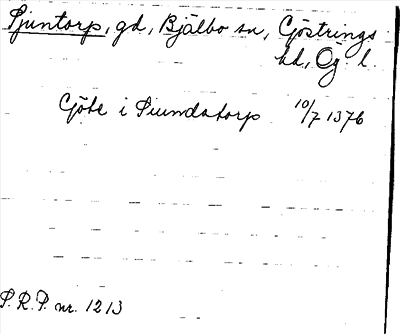 Sjuntorp, gd, Bjälbo sn, Göstrings
hd, Ög l.
Göte i Siundatorp 10/7 1376
S. R. P. nr. 1213